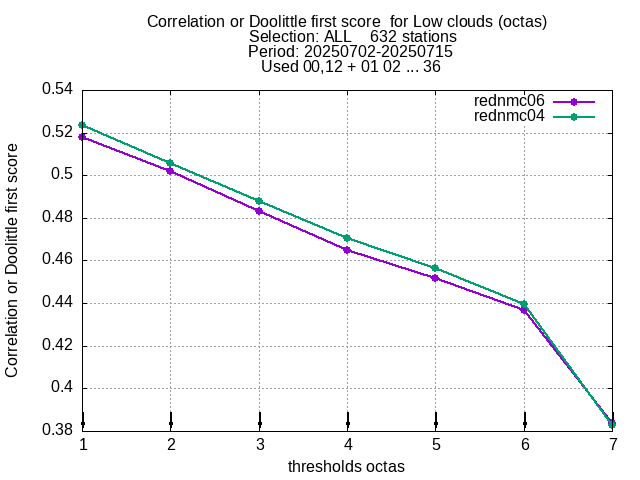 Correlation or Doolittle first score  for Low clouds (octas)
Selection: ALL    632 stations
Period: 20250702-20250715
Used 00,12 + 01 02 ... 36
rednmc06
rednmc04
Correlation or Doolittle first score
0.54
0.52
0.5
0.48
0.46
0.44
0.42
0.4
0.38
1 2 3 4 5 6 7
thresholds octas